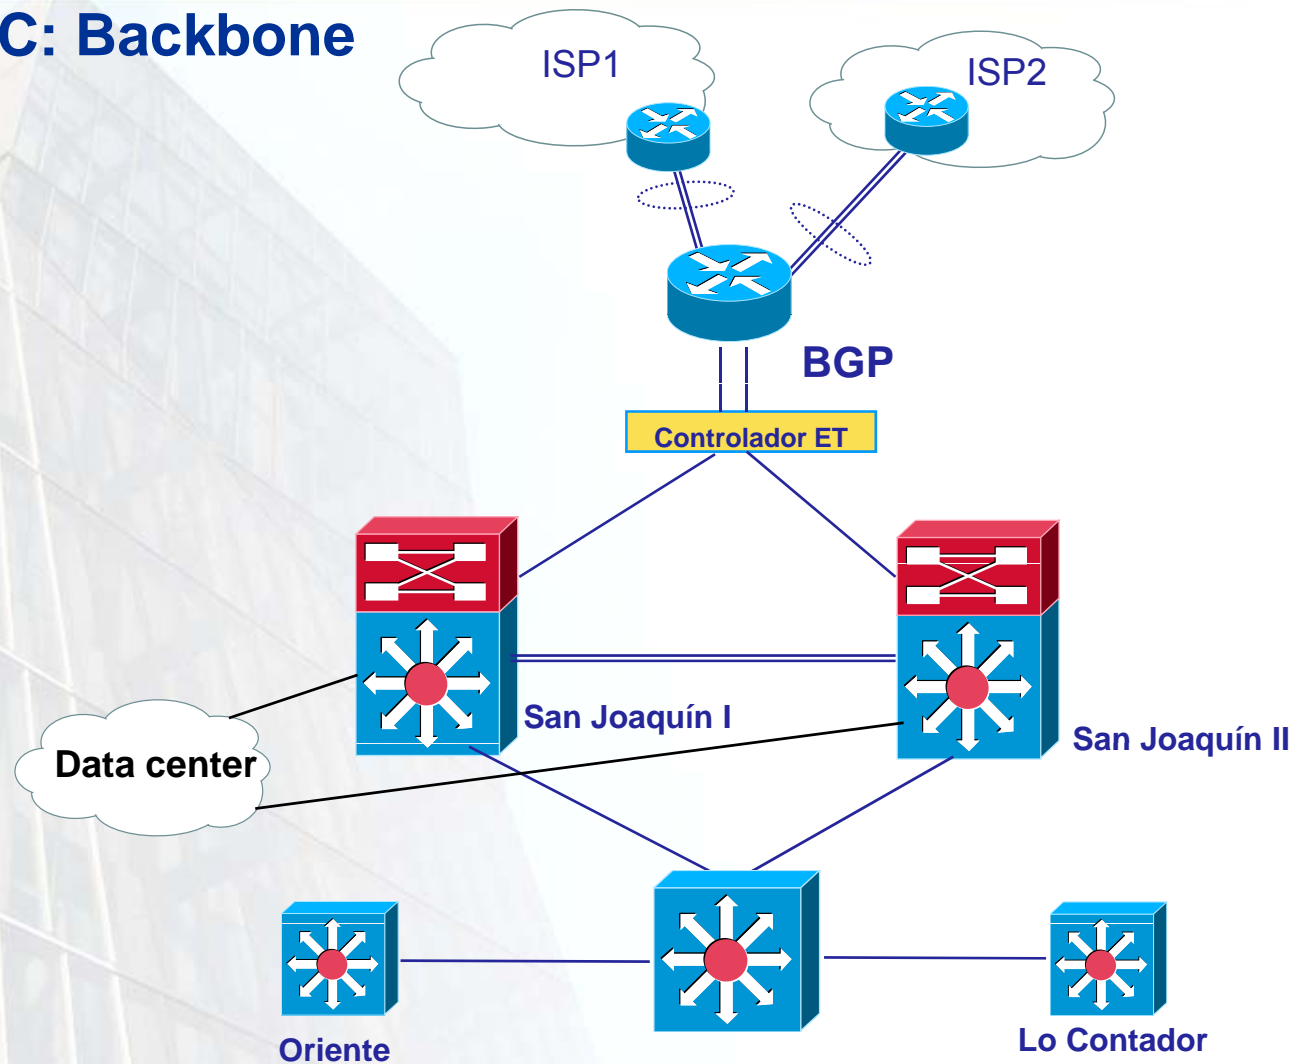 C: Backbone
ISP1
ISP2
BGP
Controlador ET
San Joaquín I
San Joaquín II
Data center
Oriente
Lo Contador